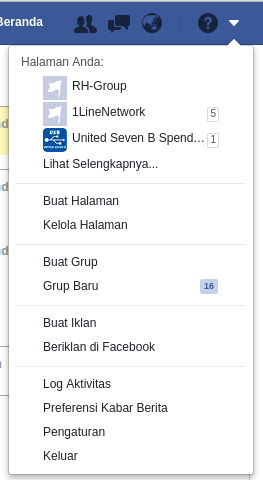 Beranda
Halaman Anda:
RH-Group
1LineNetwork 5
United Seven B Spend... 1
Lihat Selengkapnya...
Buat Halaman
Kelola Halaman
Buat Grup
Grup Baru 16
Buat Iklan
Beriklan di Facebook
Log Aktivitas
Preferensi Kabar Berita
Pengaturan
Keluar